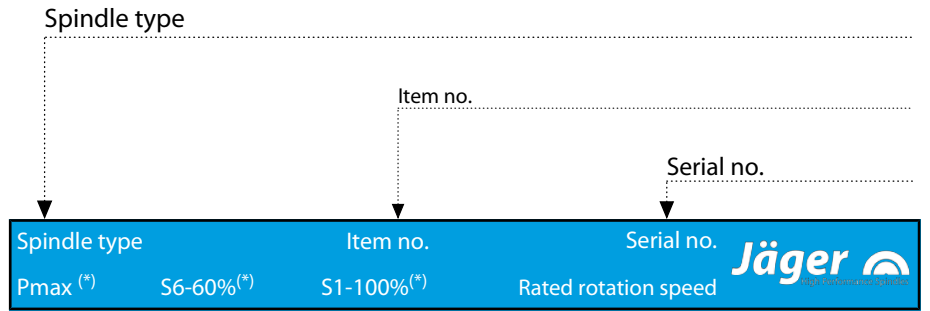 Spindle type
Item no.
Serial no.
Spindle type Item no. Serial no.
Jäger
Pmax (*) S6-60%(*) S1-100%(*) Rated rotation speed